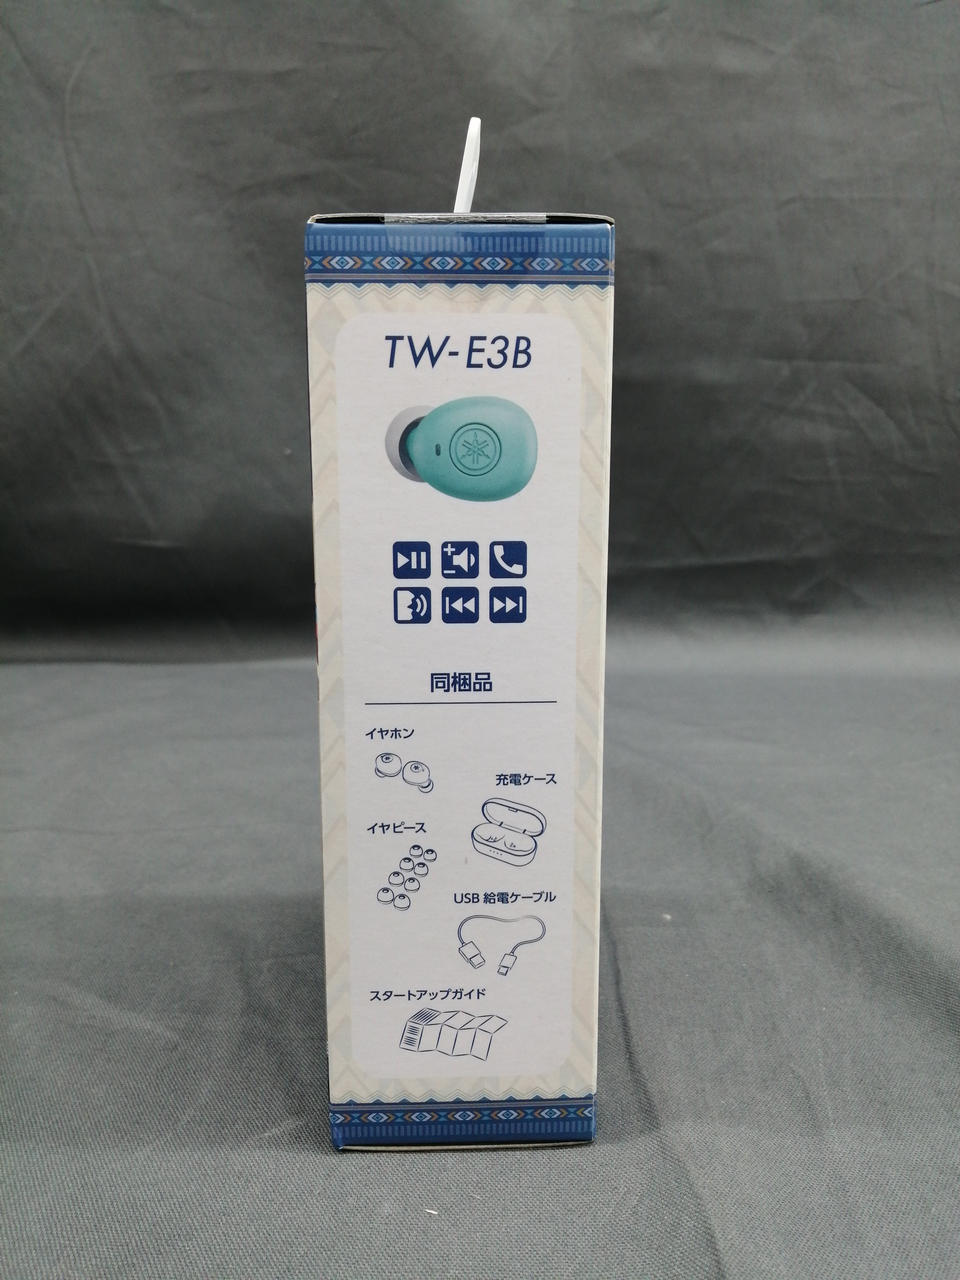 TW-E3B
同梱品
イヤホン
充電ケース
イヤピース
USB 給電ケーブル
スタートアップガイド